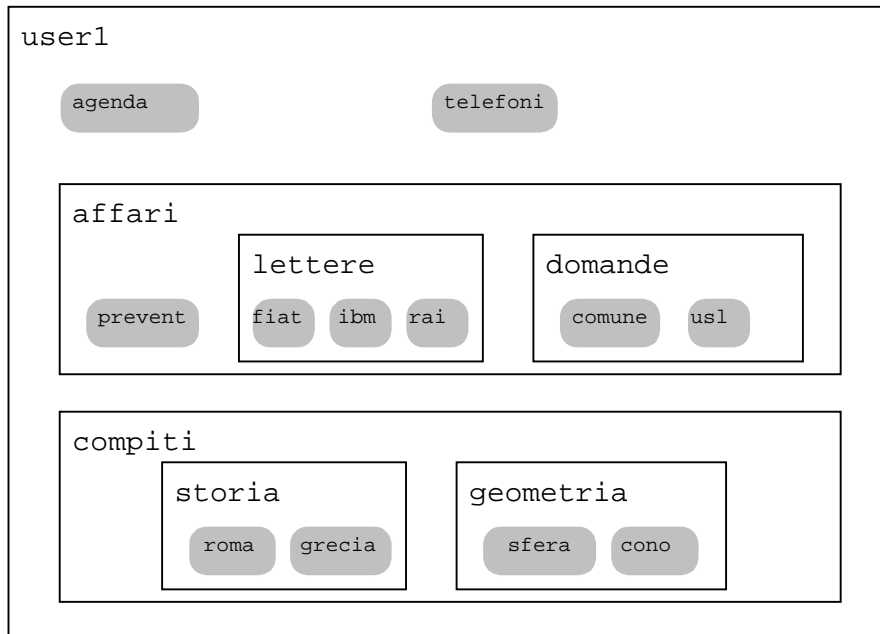 user1
agenda telefoni
affari
lettere domande
prevent fiat ibm rai comune usl
compiti
storia geometria
roma grecia sfera cono